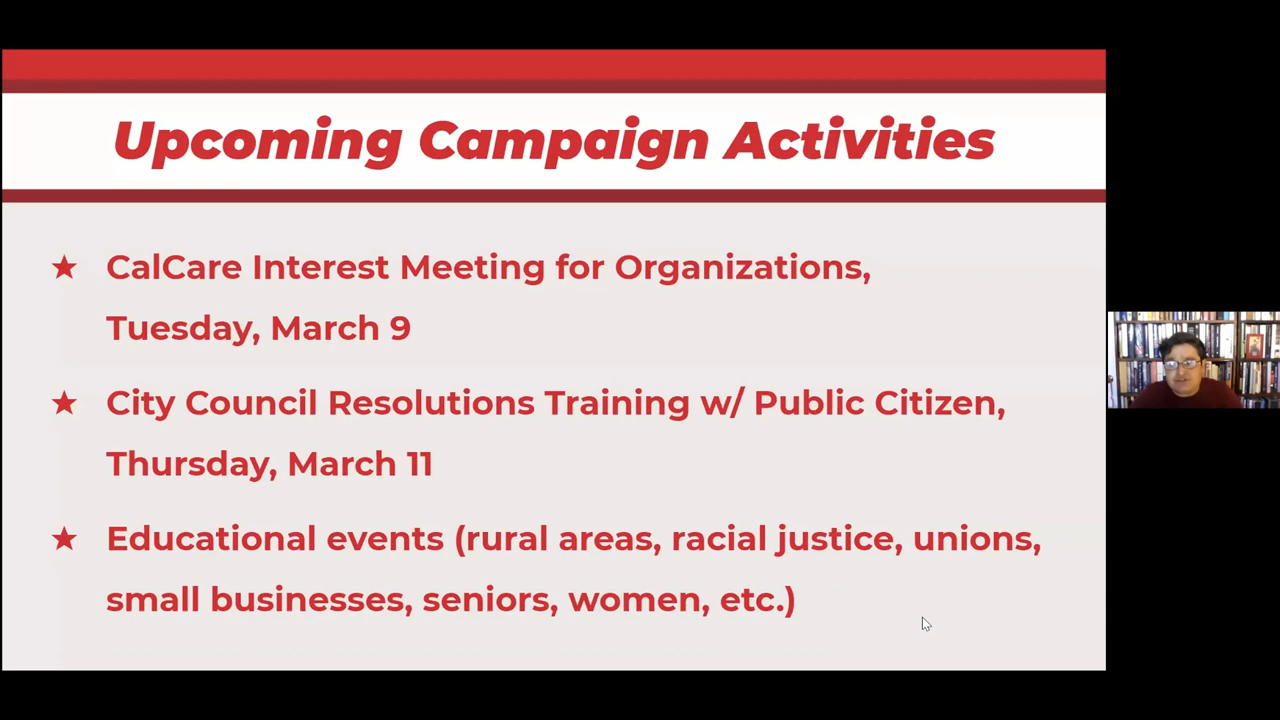 Upcoming Campaign Activities
CalCare Interest Meeting for Organizations,
Tuesday, March 9
City Council Resolutions Training w/ Public Citizen,
Thursday, March 11
Educational events (rural areas, racial justice, unions,
small businesses, seniors, women, etc.)